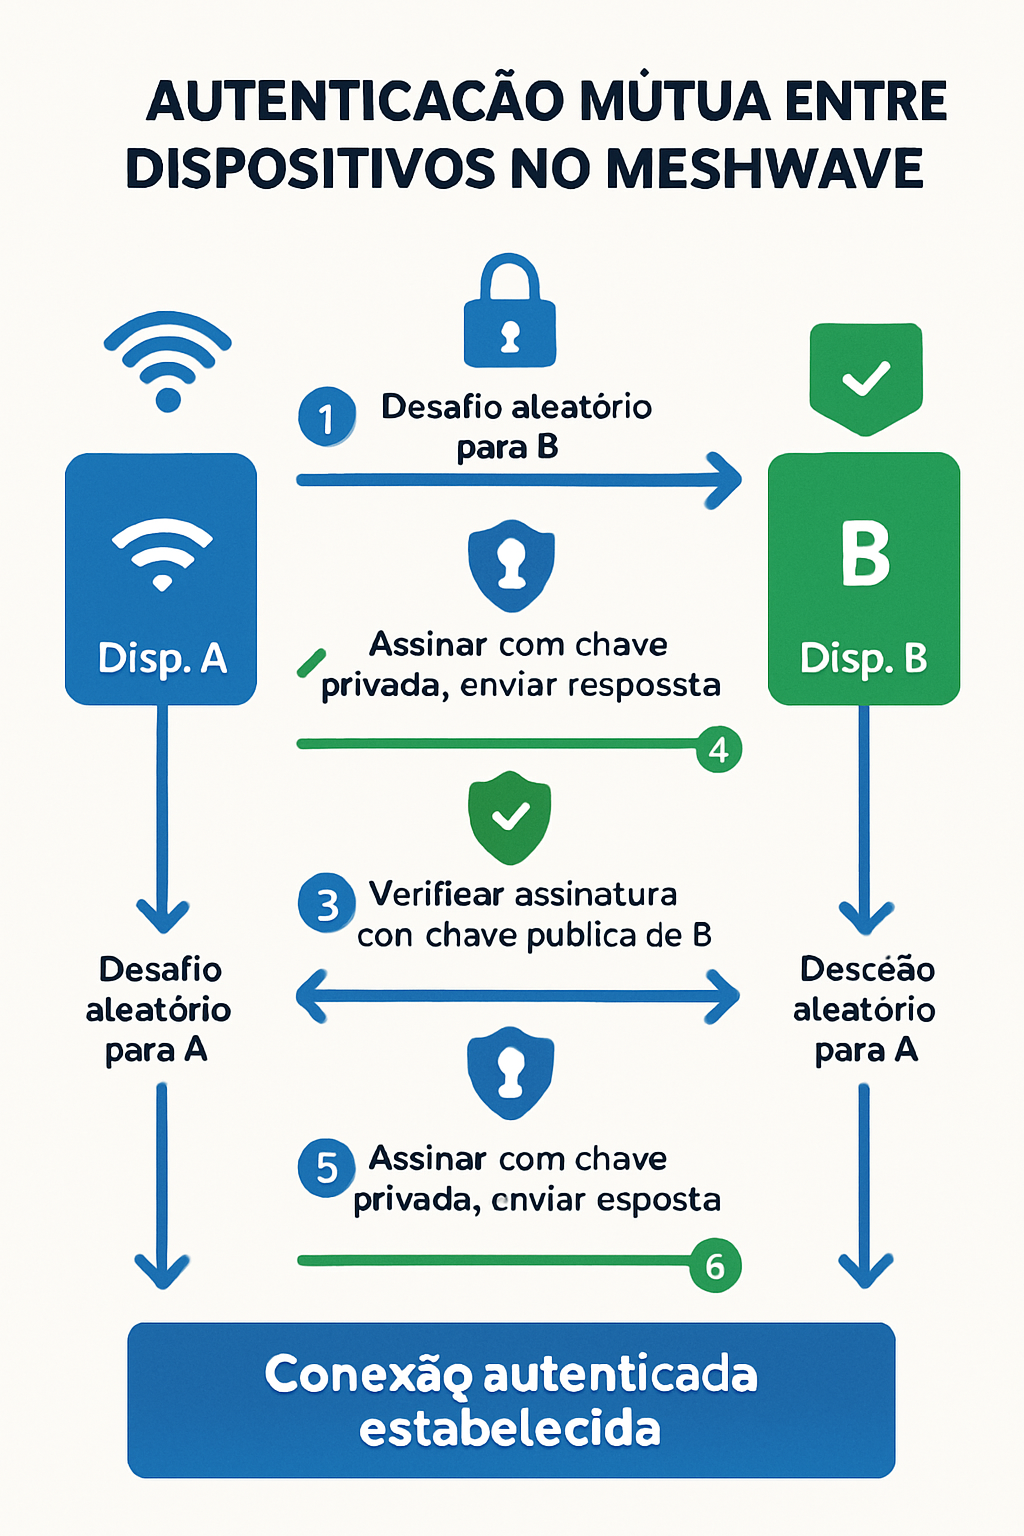 AUTENTICACÃO MÚTUA ENTRE
DISPOSITIVOS NO MESHWAVE
1 Desafio aleatório
para B
Disp. A
B
Disp. B
Assinar com chave
privada, enviar respossta
4
3 Verifiear assinatura
con chave publica de B
Desafio
aleatório
para A
Descéão
aleatório
para A
5 Assinar com chave
privada, enviar esposta
6
Conexão autenticada
estabelecida